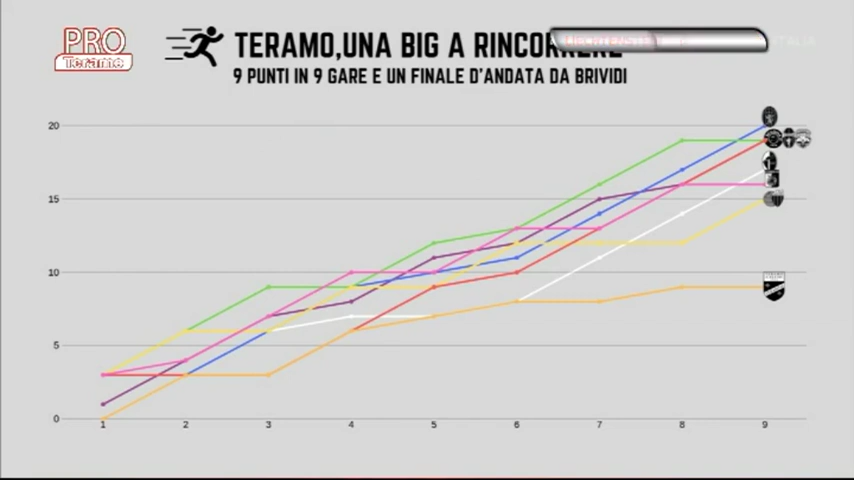 PRO
Teramo
TERAMO,UNA BIG A RINCORRERE
9 PUNTI IN 9 GARE E UN FINALE D'ANDATA DA BRIVIDI
20
15
10
5
0
1 2 3 4 5 6 7 8 9